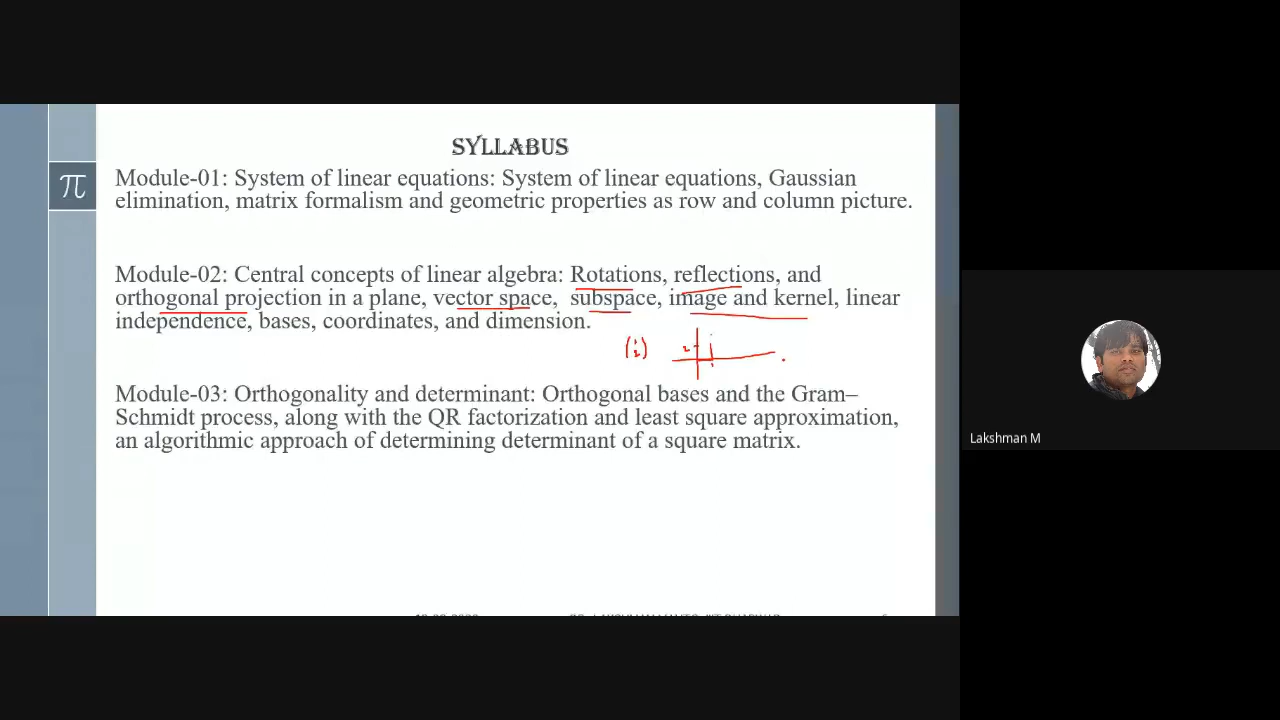 SYLLABUS
π
Module-01: System of linear equations: System of linear equations, Gaussian
elimination, matrix formalism and geometric properties as row and column picture.
Module-02: Central concepts of linear algebra: Rotations, reflections, and
orthogonal projection in a plane, vector space, subspace, image and kernel, linear
independence, bases, coordinates, and dimension.
Module-03: Orthogonality and determinant: Orthogonal bases and the Gram–
Schmidt process, along with the QR factorization and least square approximation,
an algorithmic approach of determining determinant of a square matrix.
Lakshman M